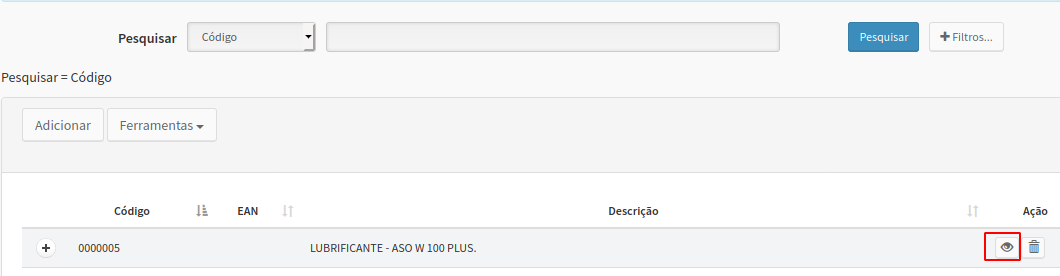 Pesquisar Código Pesquisar Filtros...
Pesquisar = Código
Adicionar Ferramentas
Código EAN Descrição Ação
0000005 LUBRIFICANTE - ASO W 100 PLUS.